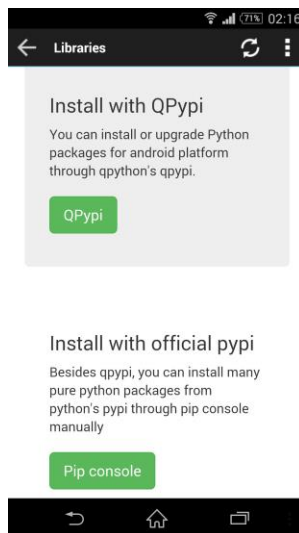 71% 02:16
Libraries
Install with QPypi
You can install or upgrade Python
packages for android platform
through qpython's qpypi.
QPypi
Install with official pypi
Besides qpypi, you can install many
pure python packages from
python's pypi through pip console
manually
Pip console